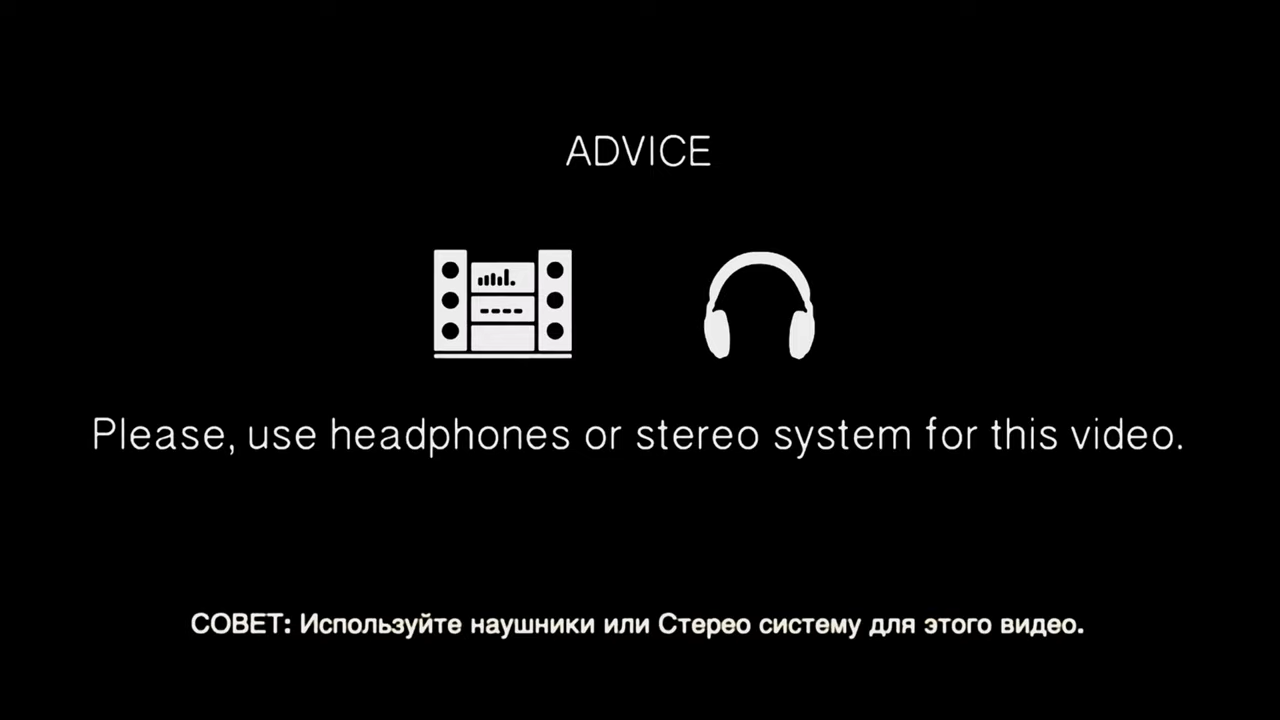 ADVICE
Please, use headphones or stereo system for this video.
СОВЕТ: Используйте наушники или Стерео систему для этого видео.